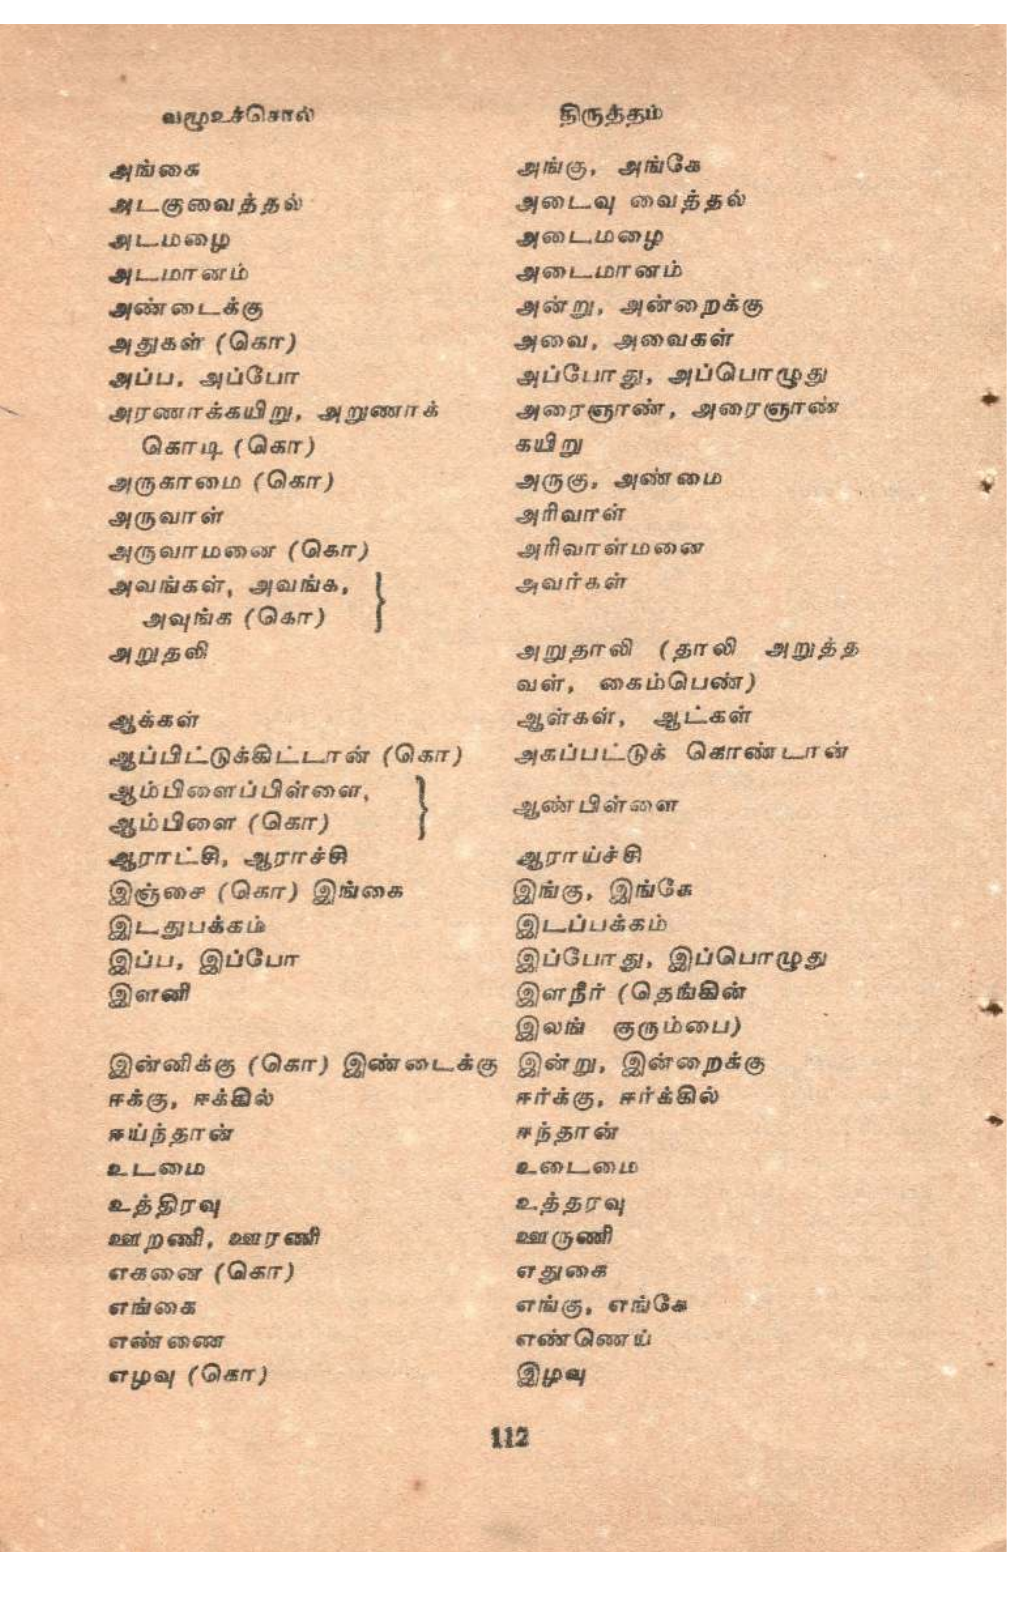 வழூஉச்சொல் திருத்தம்
அங்கை அங்கு, அங்கே
அடகுவைத்தல் அடைவு வைத்தல்
அடமழை அடைமழை
அடமானம் அடைமானம்
அண்டைக்கு அன்று, அன்றைக்கு
அதுகள் (கொ) அவை, அவைகள்
அப்ப, அப்போ அப்போது, அப்பொழுது
அரணாக்கயிறு, அறுணாக் அரைஞாண், அரைஞாண்
கொடி (கொ) கயிறு
அருகாமை (கொ) அருகு, அண்மை
அருவாள் அரிவாள்
அருவாமனை (கொ) அரிவாள்மனை
அவங்கள், அவங்க, அவர்கள்
அவுங்க (கொ)
அறுதலி அறுதாலி (தாலி அறுத்த
வள், கைம்பெண்)
ஆக்கள் ஆள்கள், ஆட்கள்
ஆப்பிட்டுக்கிட்டான் (கொ) அகப்பட்டுக் கொண்டான்
ஆம்பிளைப்பிள்ளை,
ஆம்பிளை (கொ) ஆண்பிள்ளை
ஆராட்சி, ஆராச்சி ஆராய்ச்சி
இஞ்சை (கொ) இங்கை இங்கு, இங்கே
இடதுபக்கம் இடப்பக்கம்
இப்ப, இப்போ இப்போது, இப்பொழுது
இளனி இளநீர் (தெங்கின்
இலங் குரும்பை)
இன்னிக்கு (கொ) இண்டைக்கு இன்று, இன்றைக்கு
ஈக்கு, ஈக்கில் ஈர்க்கு, ஈர்க்கில்
ஈய்ந்தான் ஈந்தான்
உடமை உடைமை
உத்திரவு உத்தரவு
ஊறணி, ஊரணி ஊருணி
எகனை (கொ) எதுகை
எங்கை எங்கு, எங்கே
எண்ணை எண்ணெய்
எழவு (கொ) இழவு
112